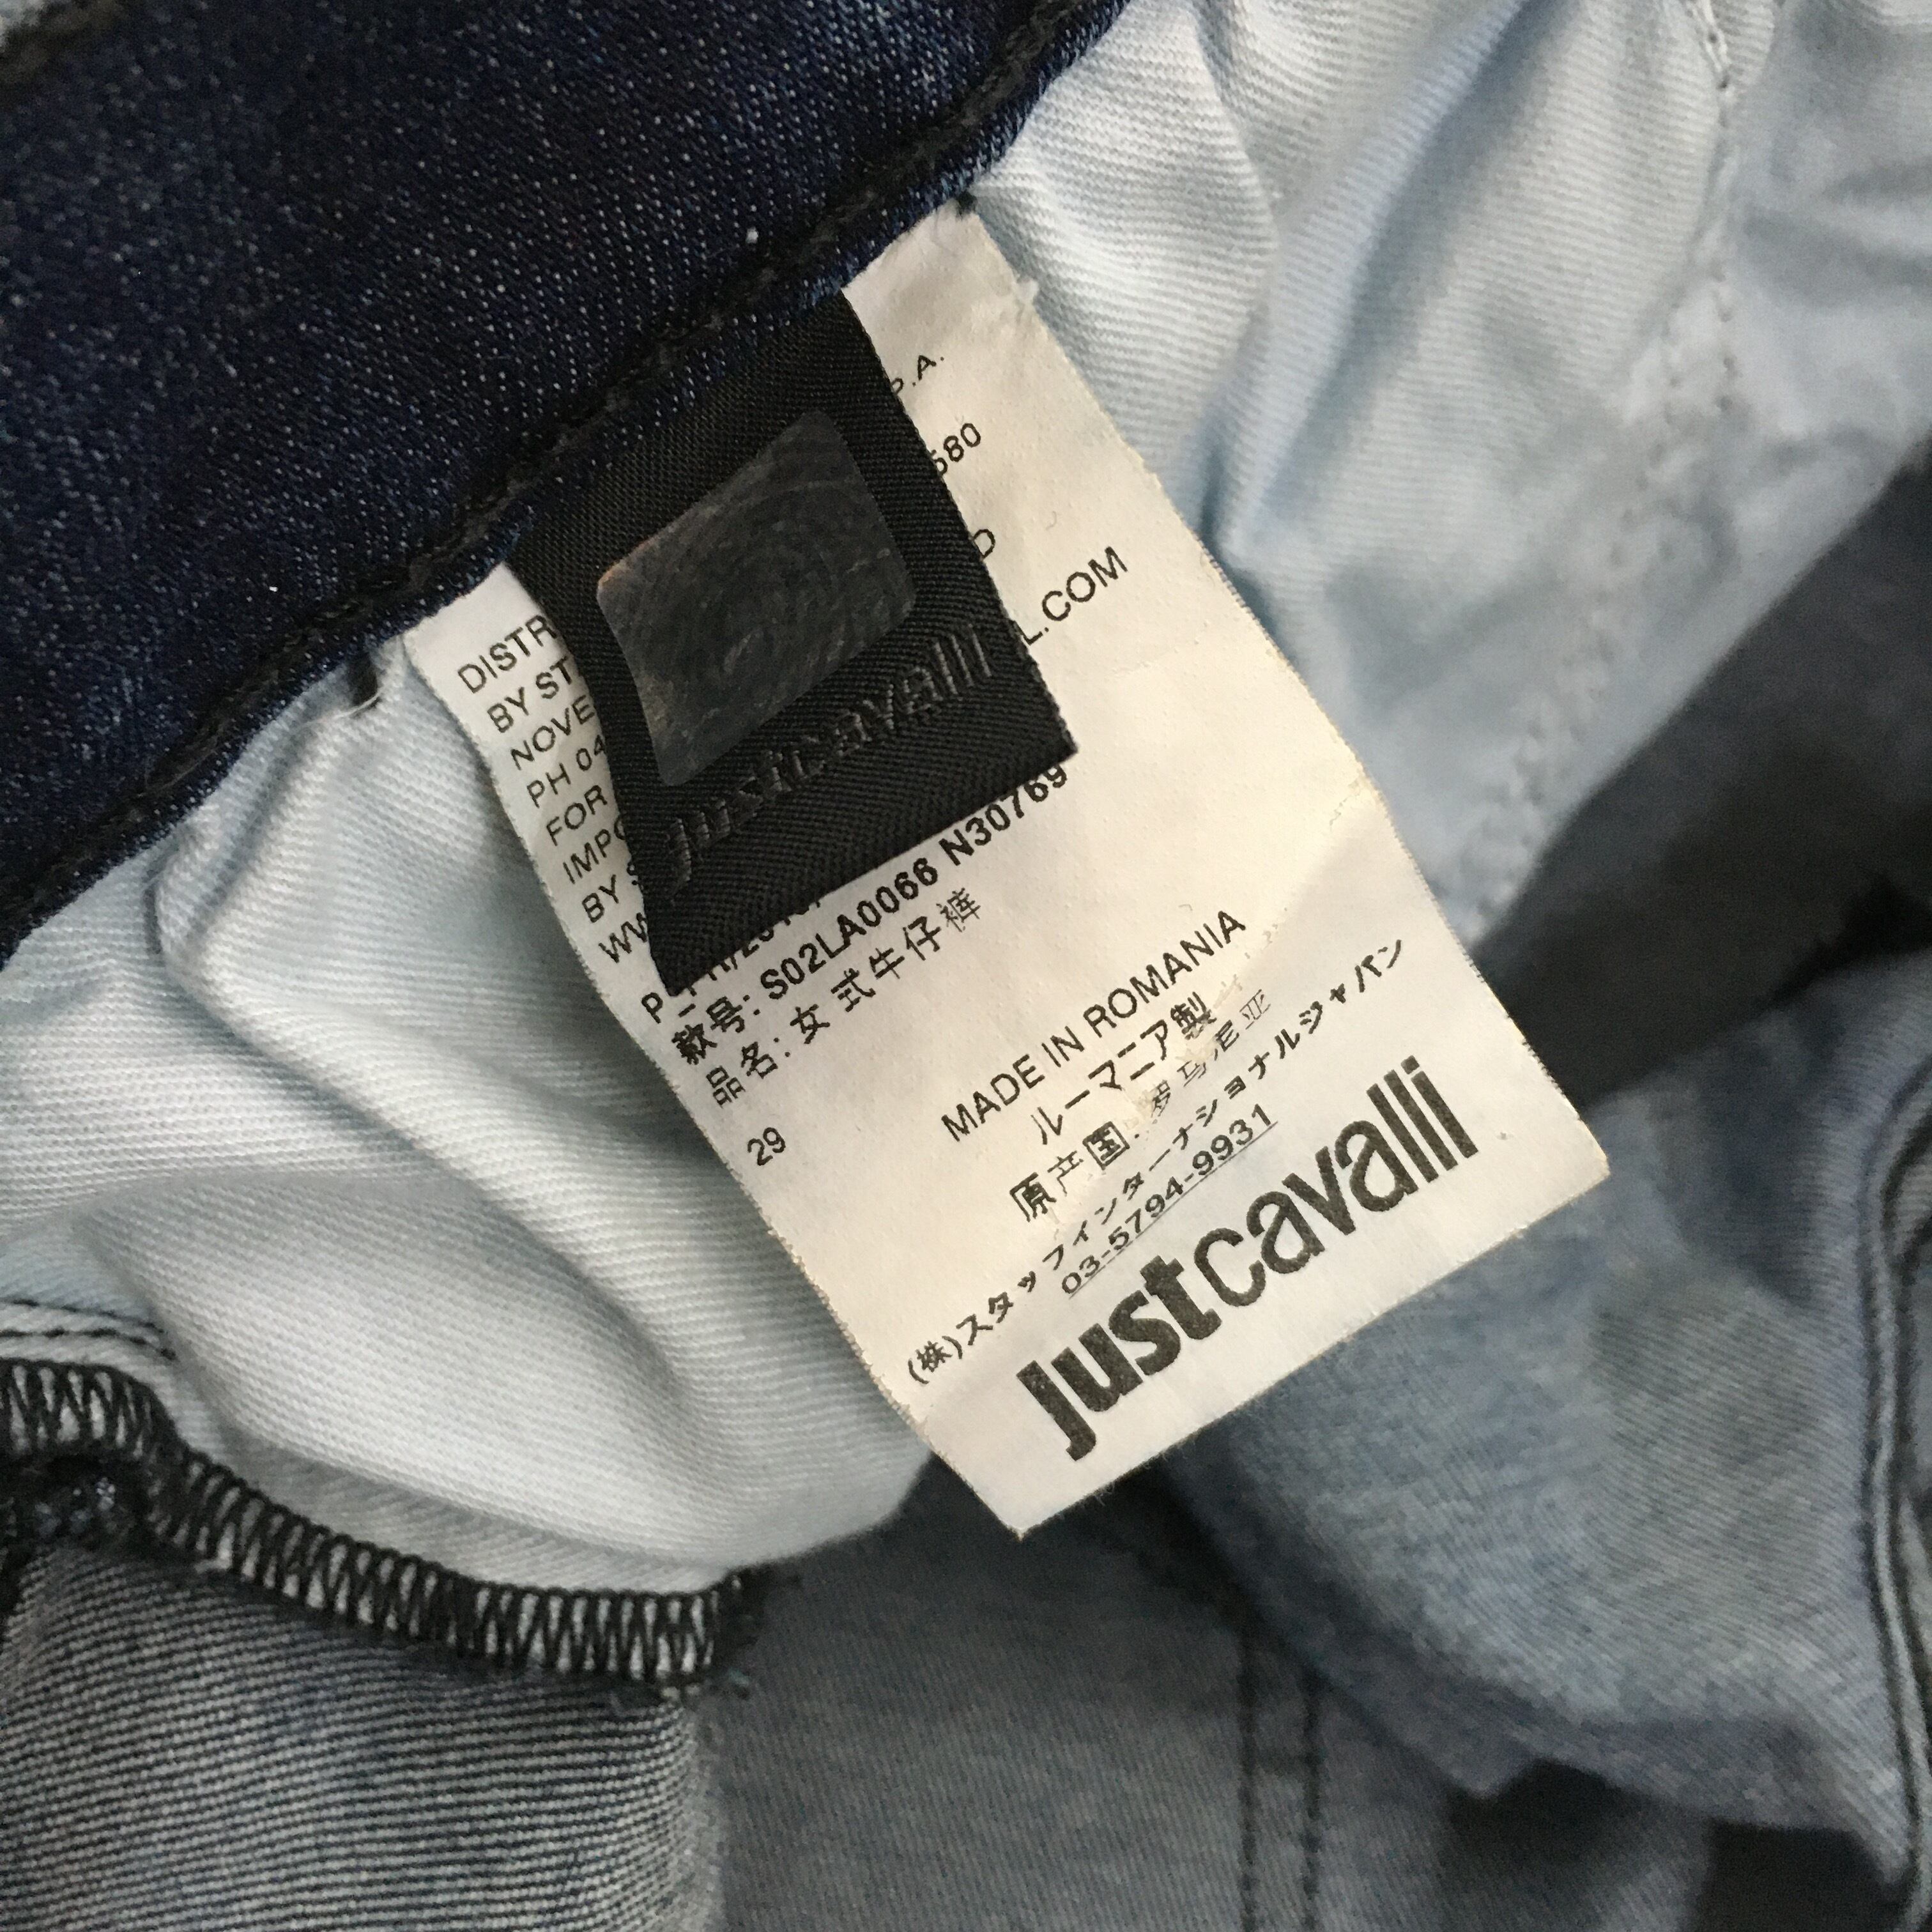 P.A.
680
D
L.COM
DISTR
BY ST
NOVE
PH 04
FOR
IMPO
BY S
WW
justcavalli
款号: S02LA0066 N30769
品名: 女式牛仔裤
29
MADE IN ROMANIA
ルーマニア製
原产国
(株)スタッフインターナショナルジャパン
03-5794-9931
justcavalli